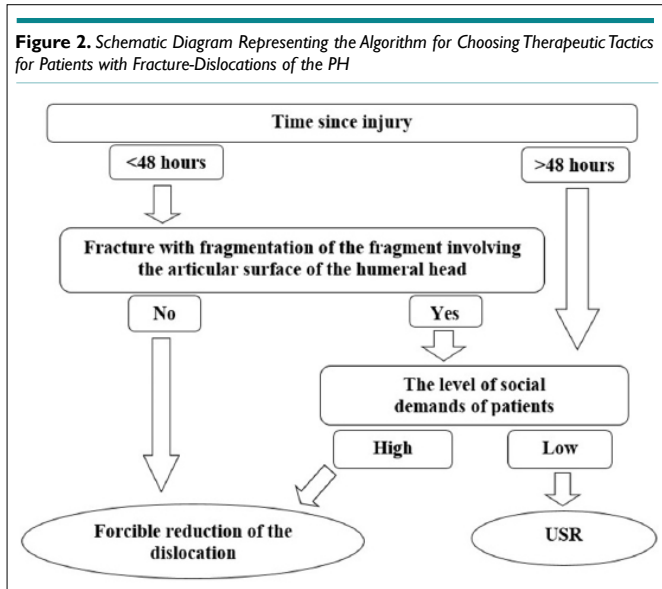 Figure 2. Schematic Diagram Representing the Algorithm for Choosing Therapeutic Tactics
for Patients with Fracture-Dislocations of the PH
Time since injury
<48 hours
>48 hours
Fracture with fragmentation of the fragment involving
the articular surface of the humeral head
No
Yes
The level of social
demands of patients
High
Low
Forcible reduction of the
dislocation
USR